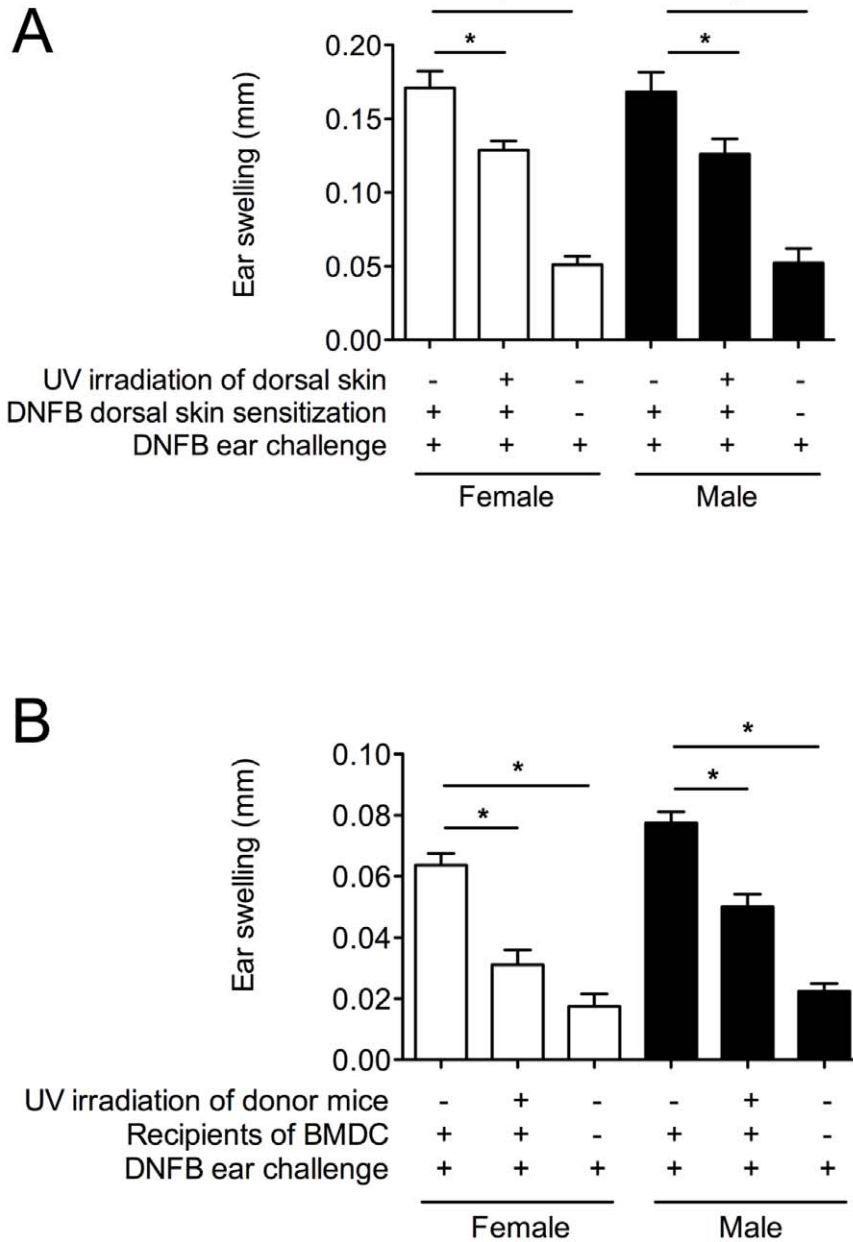 A
* *
0.20
0.15
0.10
0.05
0.00
Ear swelling (mm)
UV irradiation of dorsal skin - + - - + -
DNFB dorsal skin sensitization + + - + + -
DNFB ear challenge + + + + + +
Female Male
B
*
* *
*
0.10
0.08
0.06
0.04
0.02
0.00
Ear swelling (mm)
UV irradiation of donor mice - + - - + -
Recipients of BMDC + + - + + -
DNFB ear challenge + + + + + +
Female Male